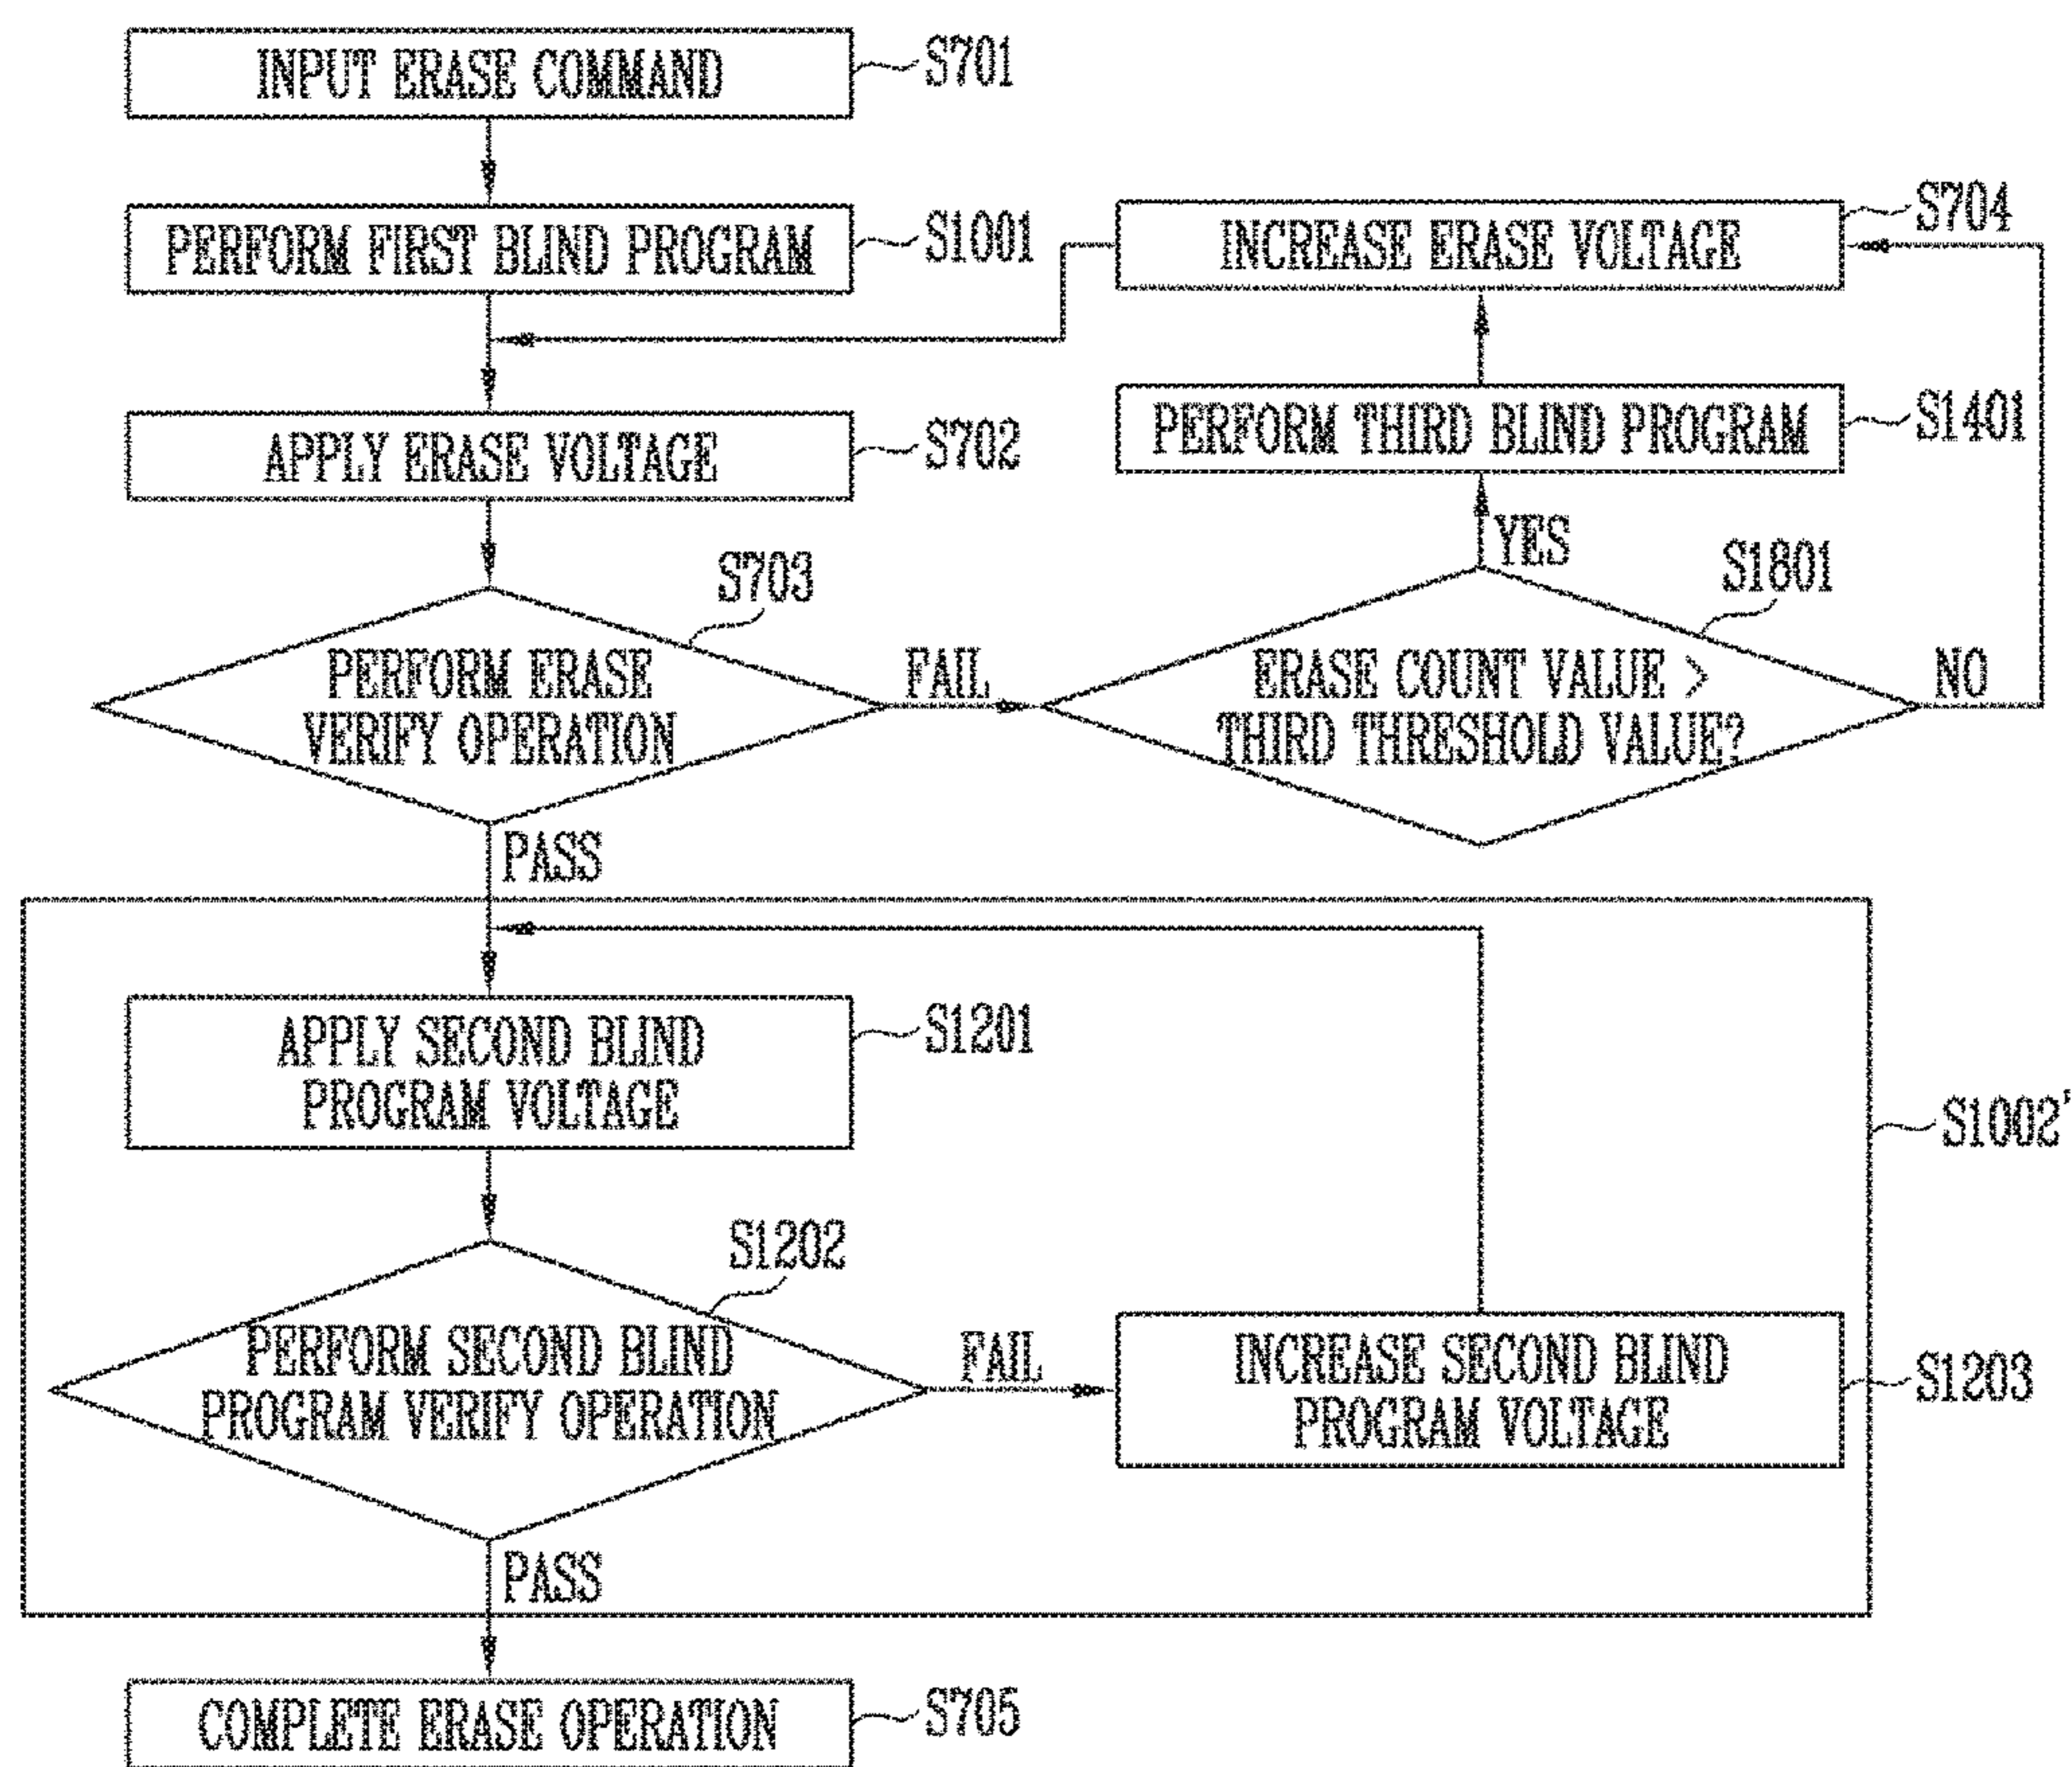 INPUT ERASE COMMAND
S701
PERFORM FIRST BLIND PROGRAM
S1001
INCREASE ERASE VOLTAGE
S704
APPLY ERASE VOLTAGE
S702
PERFORM THIRD BLIND PROGRAM
S1401
YES
S703
PERFORM ERASE
VERIFY OPERATION
FAIL
S1801
ERASE COUNT VALUE >
THIRD THRESHOLD VALUE?
NO
PASS
APPLY SECOND BLIND
PROGRAM VOLTAGE
S1201
S1002'
S1202
PERFORM SECOND BLIND
PROGRAM VERIFY OPERATION
FAIL
INCREASE SECOND BLIND
PROGRAM VOLTAGE
S1203
PASS
COMPLETE ERASE OPERATION
S705